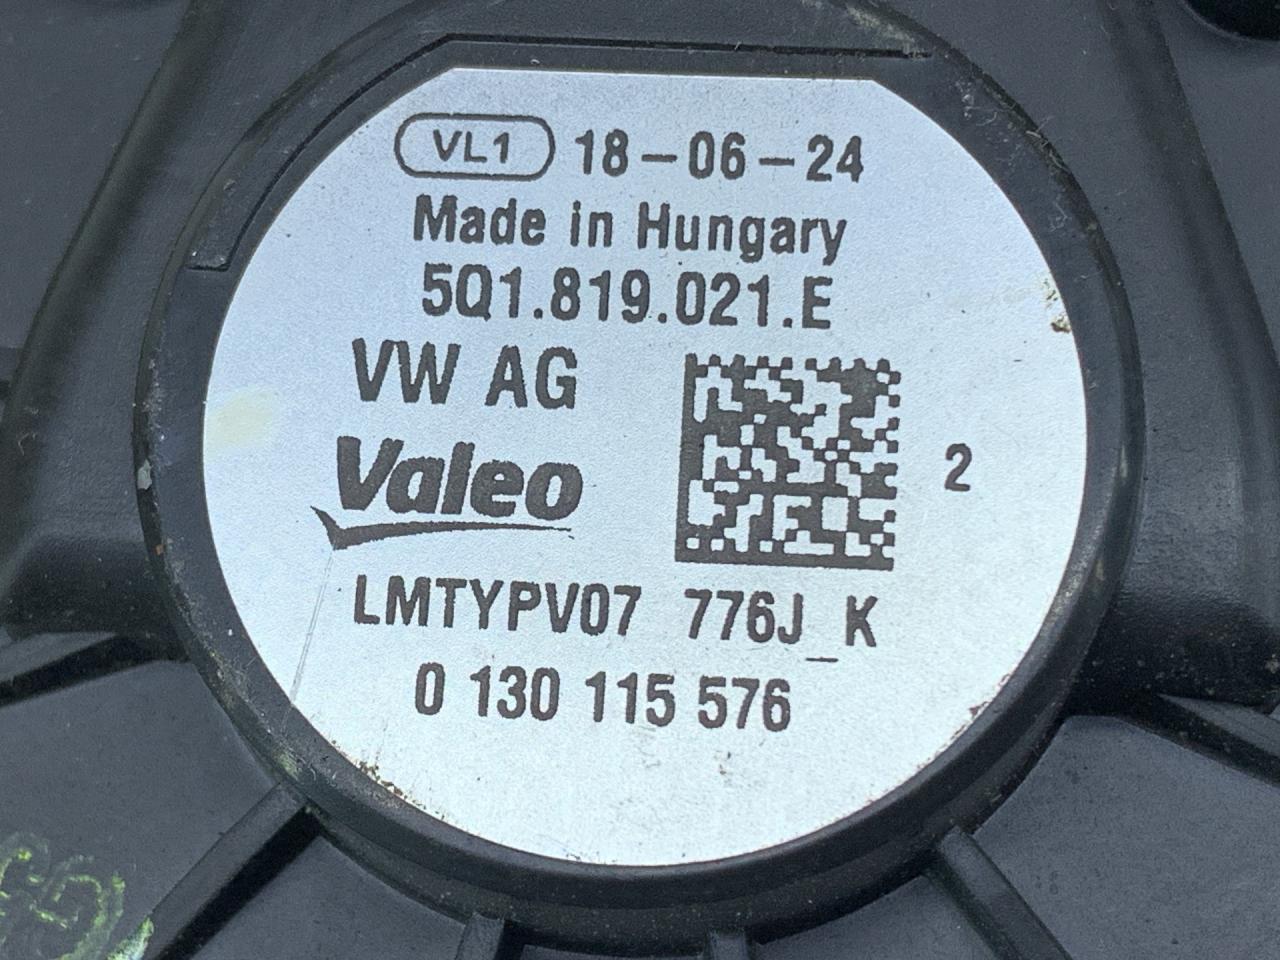 VL1 18-06-24
Made in Hungary
5Q1.819.021.E
VW AG
Valeo
2
LMTYPV07 776J_K
0 130 115 576